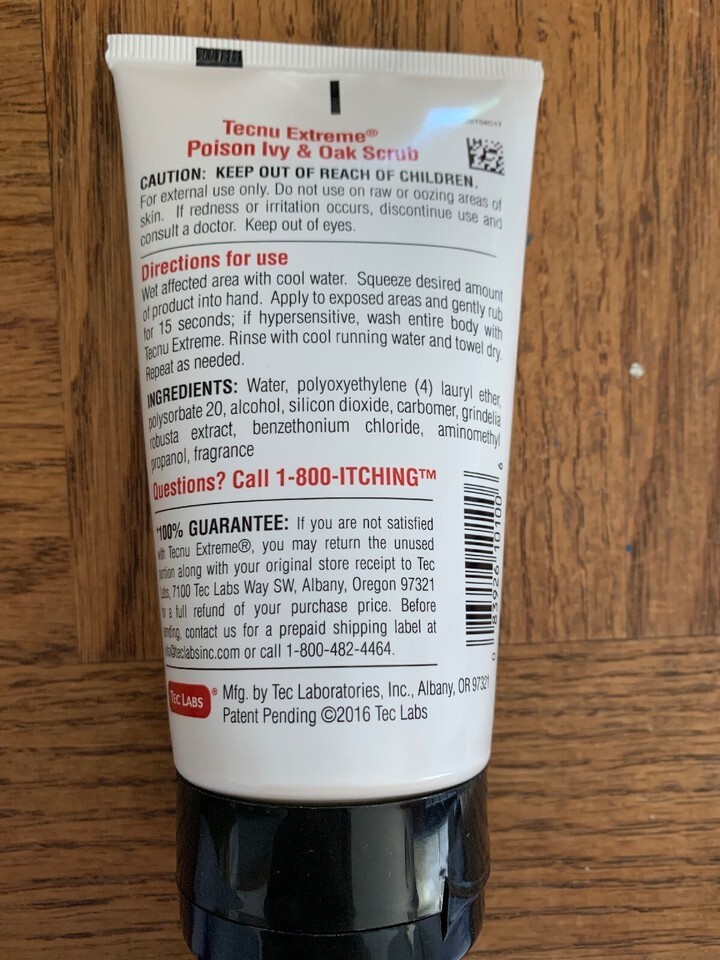 Tecnu Extreme®
Poison Ivy & Oak Scrub
CAUTION: KEEP OUT OF REACH OF CHILDREN.
For external use only. Do not use on raw or oozing areas of
skin. If redness or irritation occurs, discontinue use and
consult a doctor. Keep out of eyes.
Directions for use
Wet affected area with cool water. Squeeze desired amount
of product into hand. Apply to exposed areas and gently rub
for 15 seconds; if hypersensitive, wash entire body with
Tecnu Extreme. Rinse with cool running water and towel dry.
Repeat as needed.
INGREDIENTS: Water, polyoxyethylene (4) lauryl ether,
polysorbate 20, alcohol, silicon dioxide, carbomer, grindelia
robusta extract, benzethonium chloride, aminomethyl
propanol, fragrance
Questions? Call 1-800-ITCHING™
*100% GUARANTEE: If you are not satisfied
with Tecnu Extreme®, you may return the unused
portion along with your original store receipt to Tec
Labs, 7100 Tec Labs Way SW, Albany, Oregon 97321
a full refund of your purchase price. Before
sending, contact us for a prepaid shipping label at
info@teclabsinc.com or call 1-800-482-4464.
0 83926 10100 6
TEC LABS®
Mfg. by Tec Laboratories, Inc., Albany, OR 97321
Patent Pending ©2016 Tec Labs